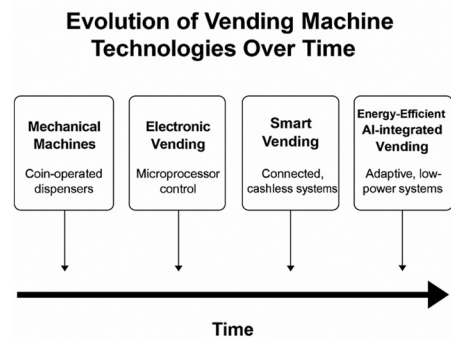 Evolution of Vending Machine
Technologies Over Time
Mechanical
Machines
Coin-operated
dispensers
Electronic
Vending
Microprocessor
control
Smart
Vending
Connected,
cashless systems
Energy-Efficient
AI-integrated
Vending
Adaptive, low-
power systems
Time